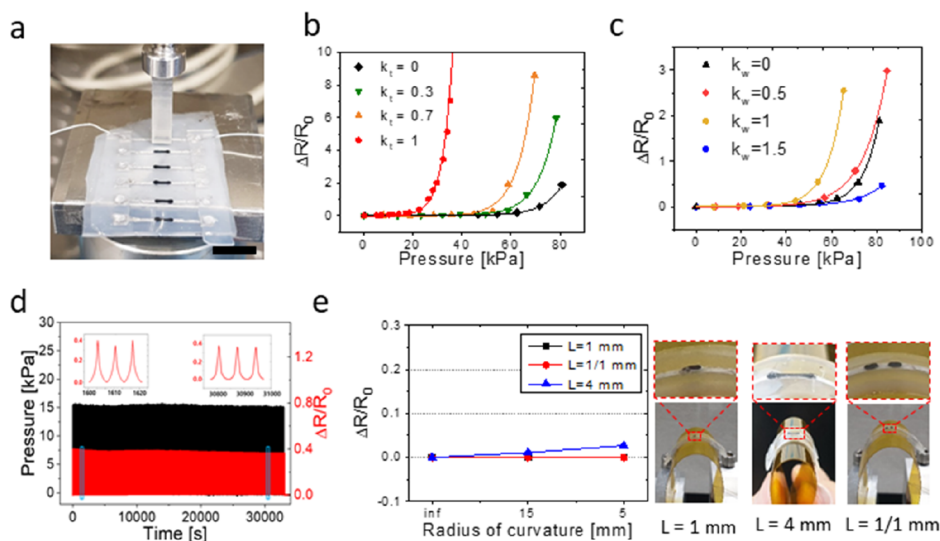 a
b
10
8
6
4
2
0
ΔR/R0
kt = 0
kt = 0.3
kt = 0.7
kt = 1
0 20 40 60 80
Pressure [kPa]
c
3
2
1
0
ΔR/R0
kw=0
kw=0.5
kw=1
kw=1.5
0 20 40 60 80 100
Pressure [kPa]
d
30
25
20
15
10
5
0
Pressure [kPa]
0.4
0.2
0.0
1600 1610 1620
0.4
0.2
0.0
30800 30900 31000
1.2
0.8
0.4
0.0
ΔR/R0
0 10000 20000 30000
Time [s]
e
0.3
0.2
0.1
0.0
-0.1
ΔR/R0
L=1 mm
L=1/1 mm
L=4 mm
inf 15 5
Radius of curvature [mm]
L = 1 mm L = 4 mm L = 1/1 mm